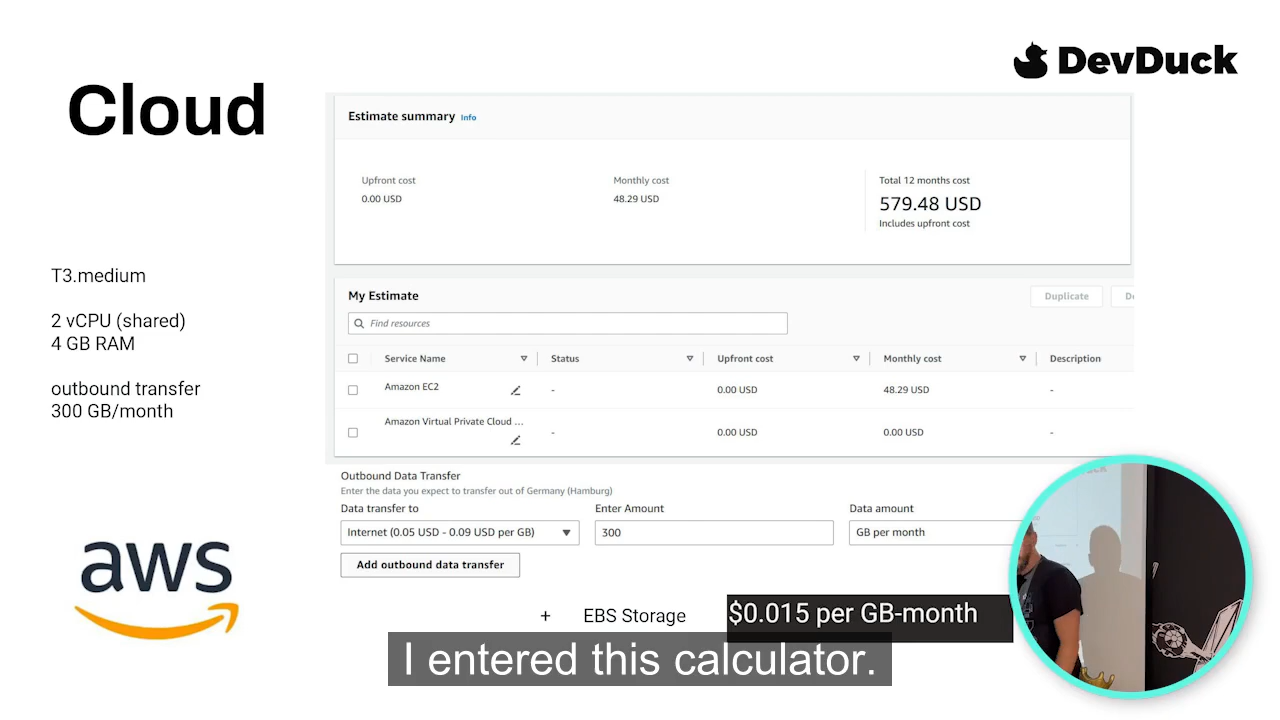 DevDuck
Cloud
Estimate summary Info
Upfront cost
0.00 USD
Monthly cost
48.29 USD
Total 12 months cost
579.48 USD
Includes upfront cost
T3.medium
2 vCPU (shared)
4 GB RAM
outbound transfer
300 GB/month
My Estimate
Duplicate
De
Find resources
Service Name Status Upfront cost Monthly cost Description
Amazon EC2 - 0.00 USD 48.29 USD -
Amazon Virtual Private Cloud ... - 0.00 USD 0.00 USD -
Outbound Data Transfer
Enter the data you expect to transfer out of Germany (Hamburg)
Data transfer to Enter Amount Data amount
Internet (0.05 USD - 0.09 USD per GB) 300 GB per month
Add outbound data transfer
aws
+ EBS Storage $0.015 per GB-month
I entered this calculator.